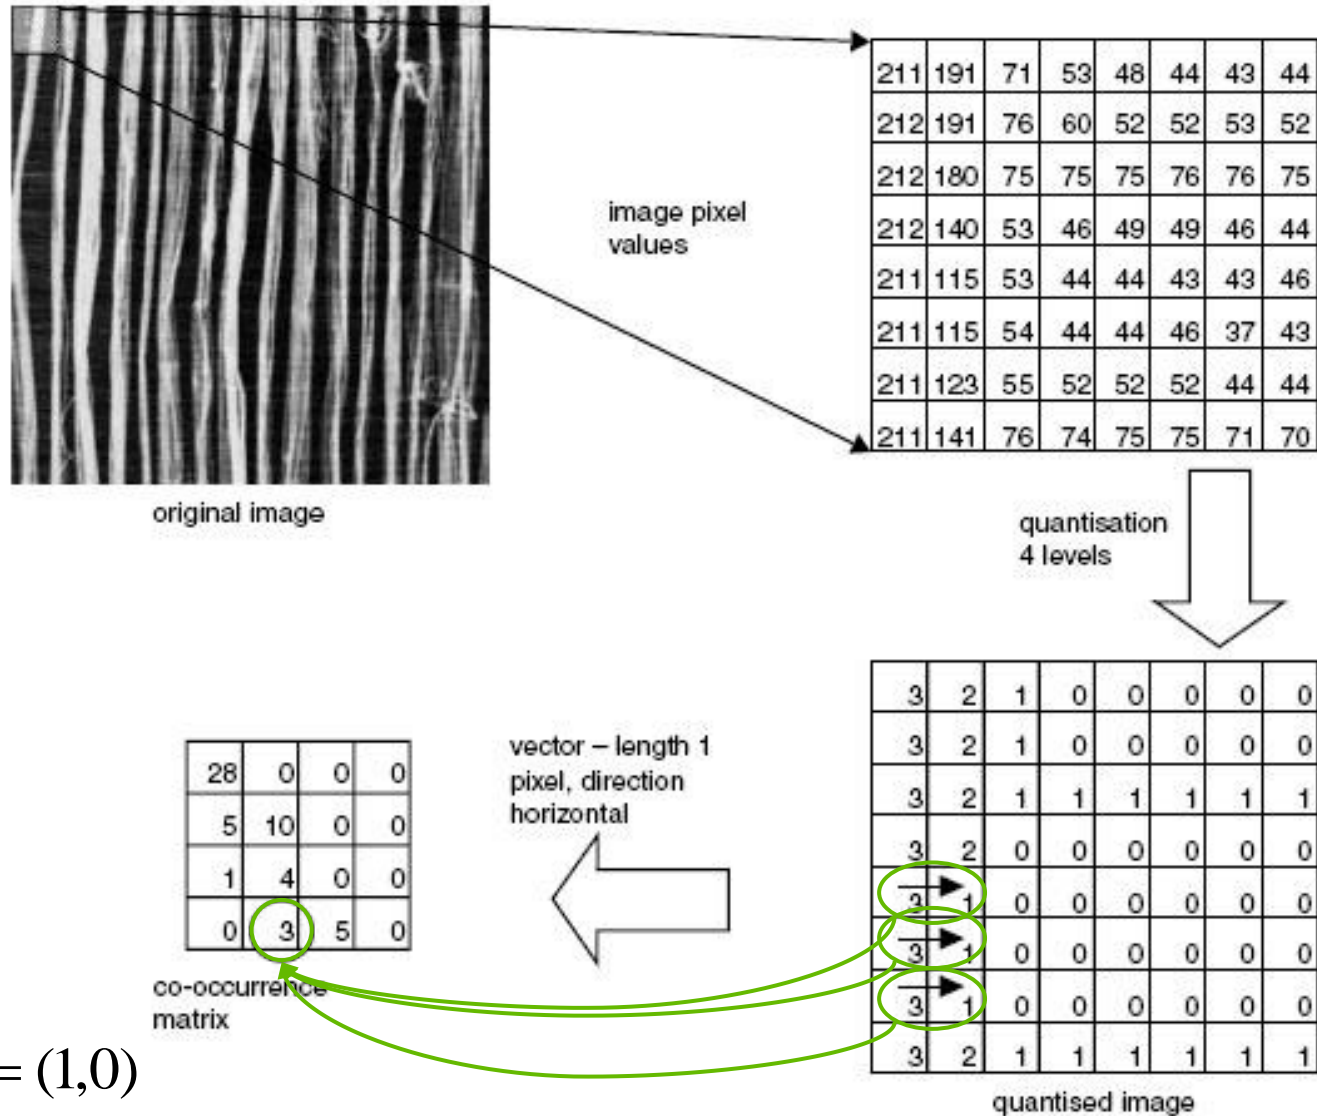 211 191 71 53 48 44 43 44
212 191 76 60 52 52 53 52
212 180 75 75 75 76 76 75
212 140 53 46 49 49 46 44
211 115 53 44 44 43 43 46
211 115 54 44 44 46 37 43
211 123 55 52 52 52 44 44
211 141 76 74 75 75 71 70
image pixel
values
original image
quantisation
4 levels
3 2 1 0 0 0 0 0
3 2 1 0 0 0 0 0
3 2 1 1 1 1 1 1
3 2 0 0 0 0 0 0
3 1 0 0 0 0 0 0
3 1 0 0 0 0 0 0
3 1 0 0 0 0 0 0
3 2 1 1 1 1 1 1
quantised image
vector – length 1
pixel, direction
horizontal
28 0 0 0
5 10 0 0
1 4 0 0
0 3 5 0
co-occurrence
matrix
= (1,0)